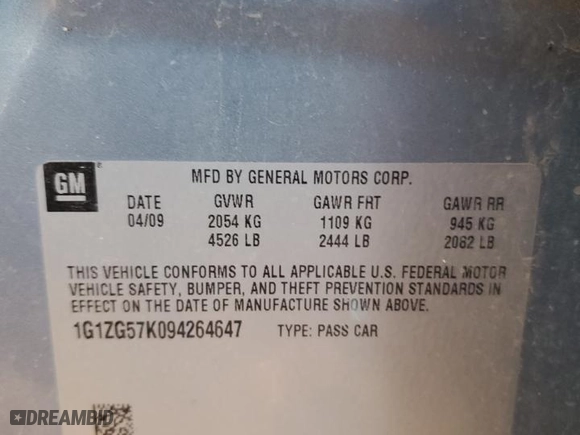 GM
MFD BY GENERAL MOTORS CORP.
DATE GVWR GAWR FRT GAWR RR
04/09 2054 KG 1109 KG 945 KG
4526 LB 2444 LB 2082 LB
THIS VEHICLE CONFORMS TO ALL APPLICABLE U.S. FEDERAL MOTOR
VEHICLE SAFETY, BUMPER, AND THEFT PREVENTION STANDARDS IN
EFFECT ON THE DATE OF MANUFACTURE SHOWN ABOVE.
1G1ZG57K094264647 TYPE: PASS CAR
DREAMBID